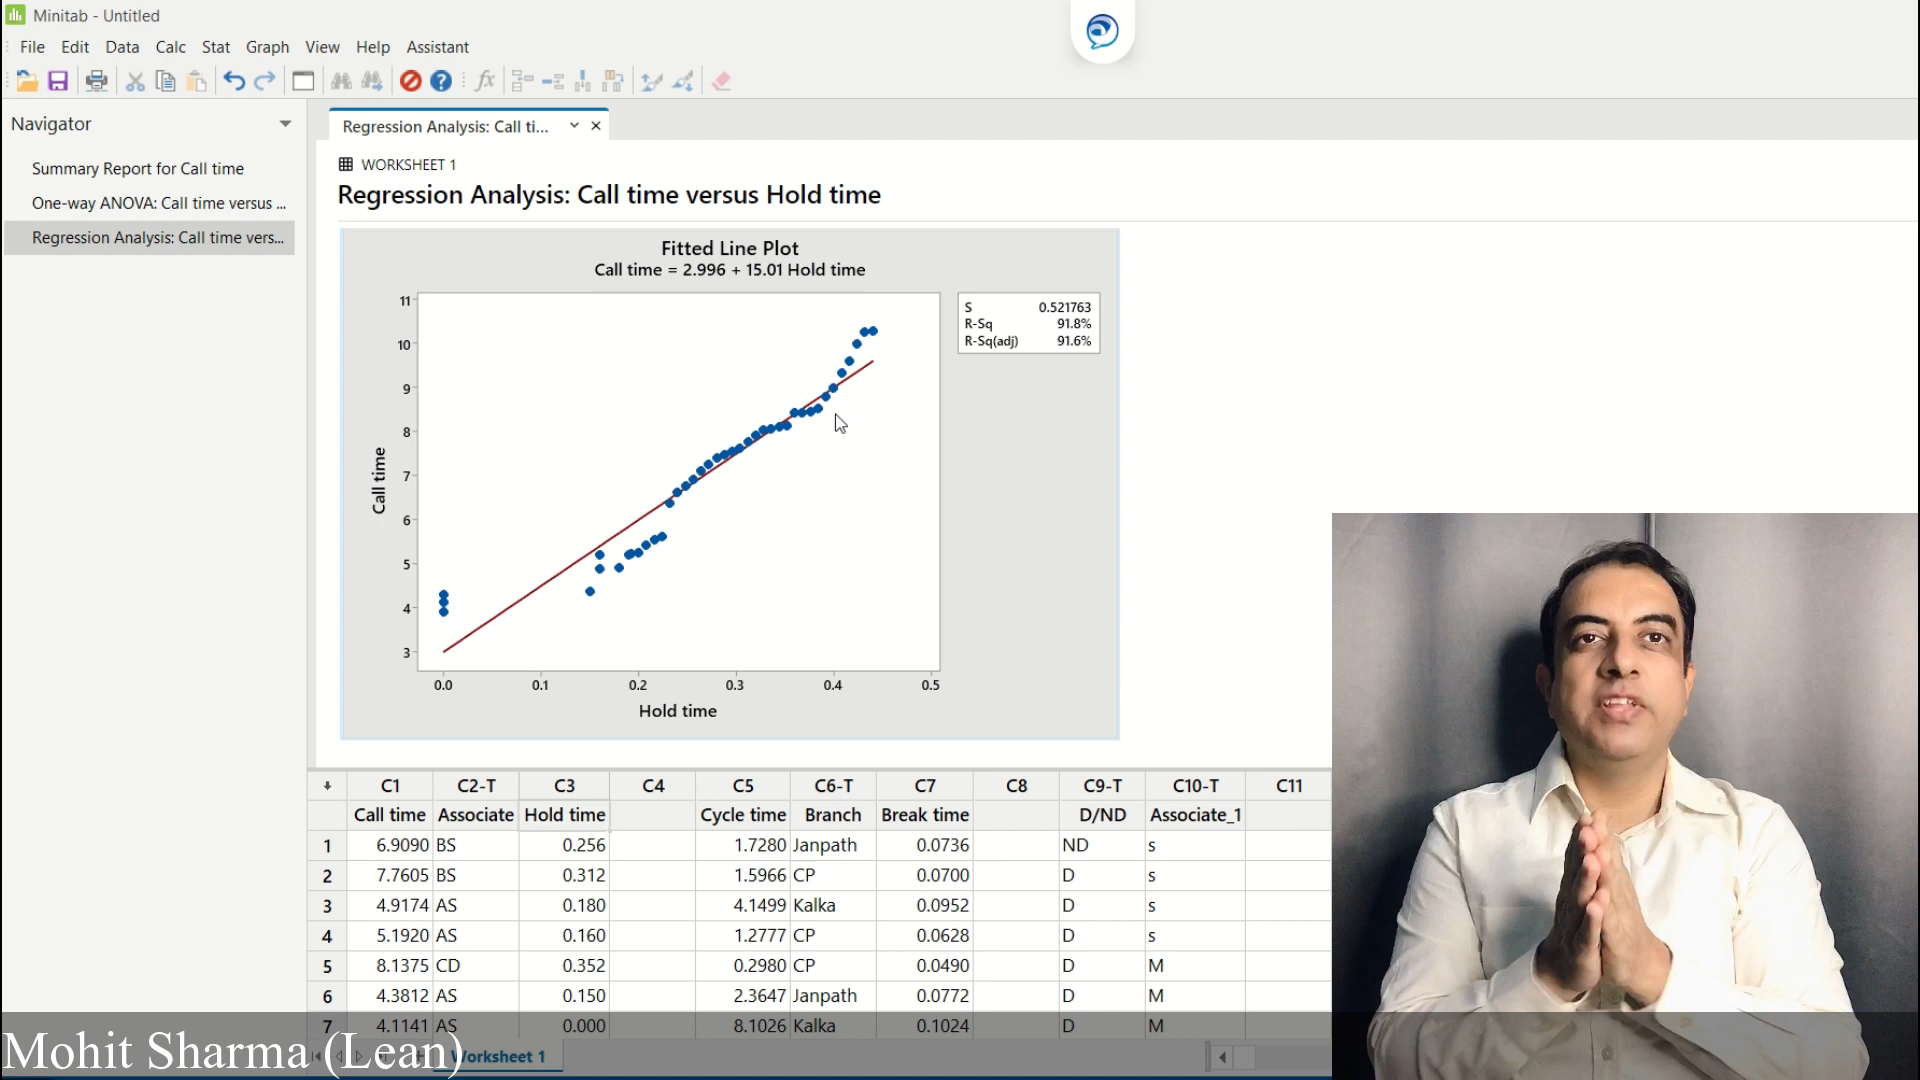 Minitab - Untitled
File Edit Data Calc Stat Graph View Help Assistant
Navigator
Summary Report for Call time
One-way ANOVA: Call time versus ...
Regression Analysis: Call time vers...
Regression Analysis: Call ti...
WORKSHEET 1
Regression Analysis: Call time versus Hold time
Fitted Line Plot
Call time = 2.996 + 15.01 Hold time
S 0.521763
R-Sq 91.8%
R-Sq(adj) 91.6%
11
10
9
8
7
6
5
4
3
Call time
0.0 0.1 0.2 0.3 0.4 0.5
Hold time
C1 C2-T C3 C4 C5 C6-T C7 C8 C9-T C10-T C11
Call time Associate Hold time Cycle time Branch Break time D/ND Associate_1
1 6.9090 BS 0.256 1.7280 Janpath 0.0736 ND s
2 7.7605 BS 0.312 1.5966 CP 0.0700 D s
3 4.9174 AS 0.180 4.1499 Kalka 0.0952 D s
4 5.1920 AS 0.160 1.2777 CP 0.0628 D s
5 8.1375 CD 0.352 0.2980 CP 0.0490 D M
6 4.3812 AS 0.150 2.3647 Janpath 0.0772 D M
7 4.1141 AS 0.000 8.1026 Kalka 0.1024 D M
Mohit Sharma (Lean)
Worksheet 1